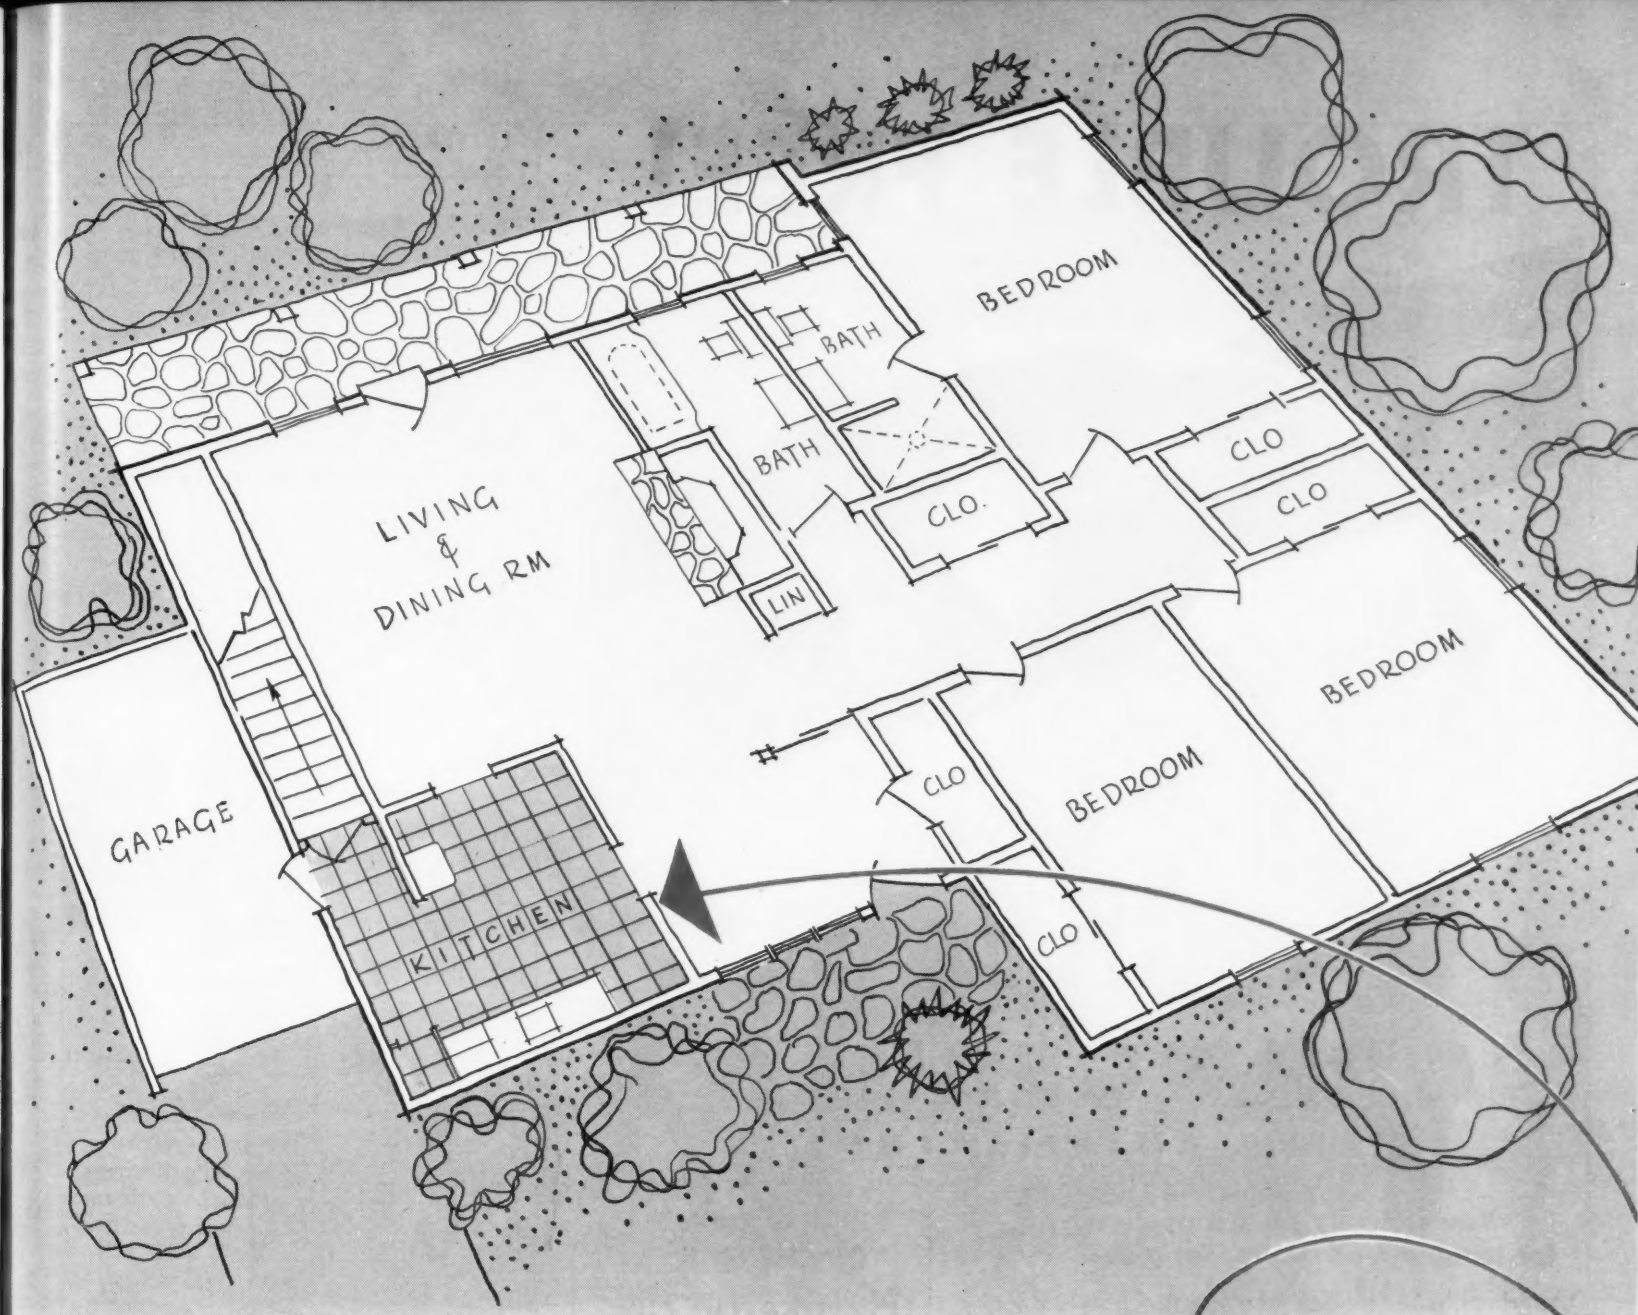 BEDROOM
BATH
BATH
CLO
CLO
CLO.
LIVING
&
DINING RM
LIN
BEDROOM
BEDROOM
CLO
GARAGE
KITCHEN
CLO